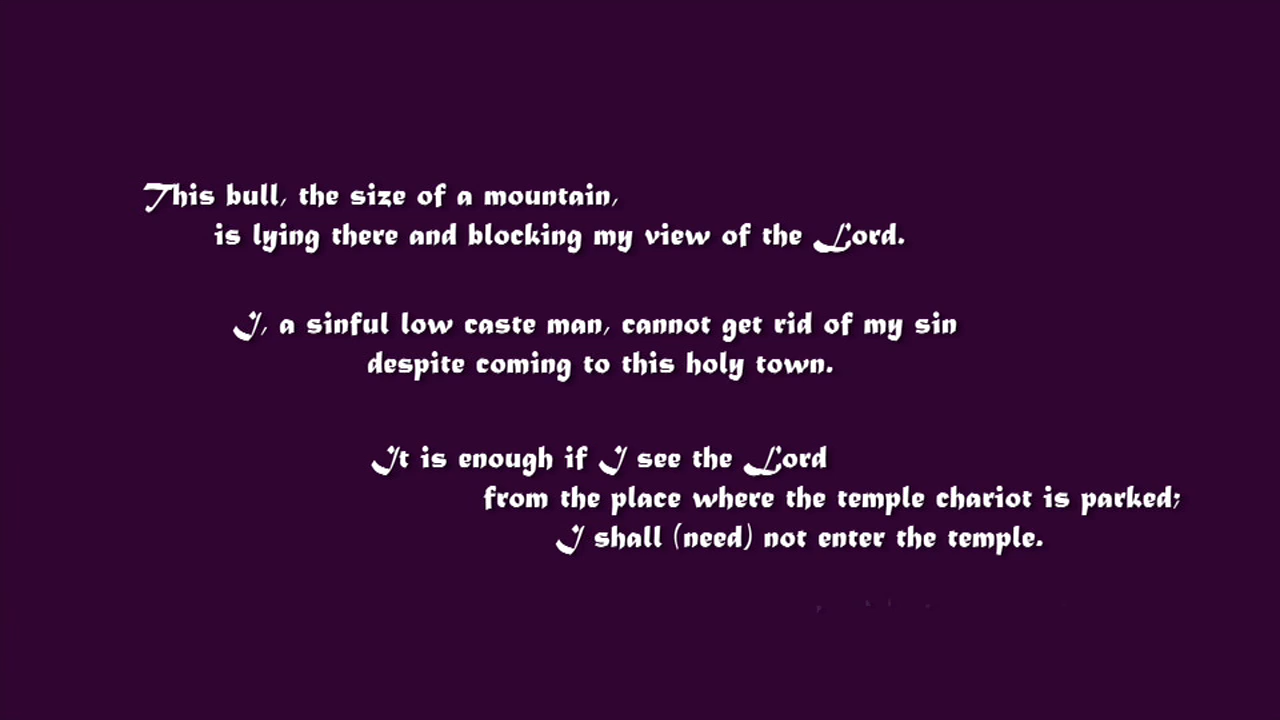 This bull, the size of a mountain,
is lying there and blocking my view of the Lord.
I, a sinful low caste man, cannot get rid of my sin
despite coming to this holy town.
It is enough if I see the Lord
from the place where the temple chariot is parked;
I shall (need) not enter the temple.